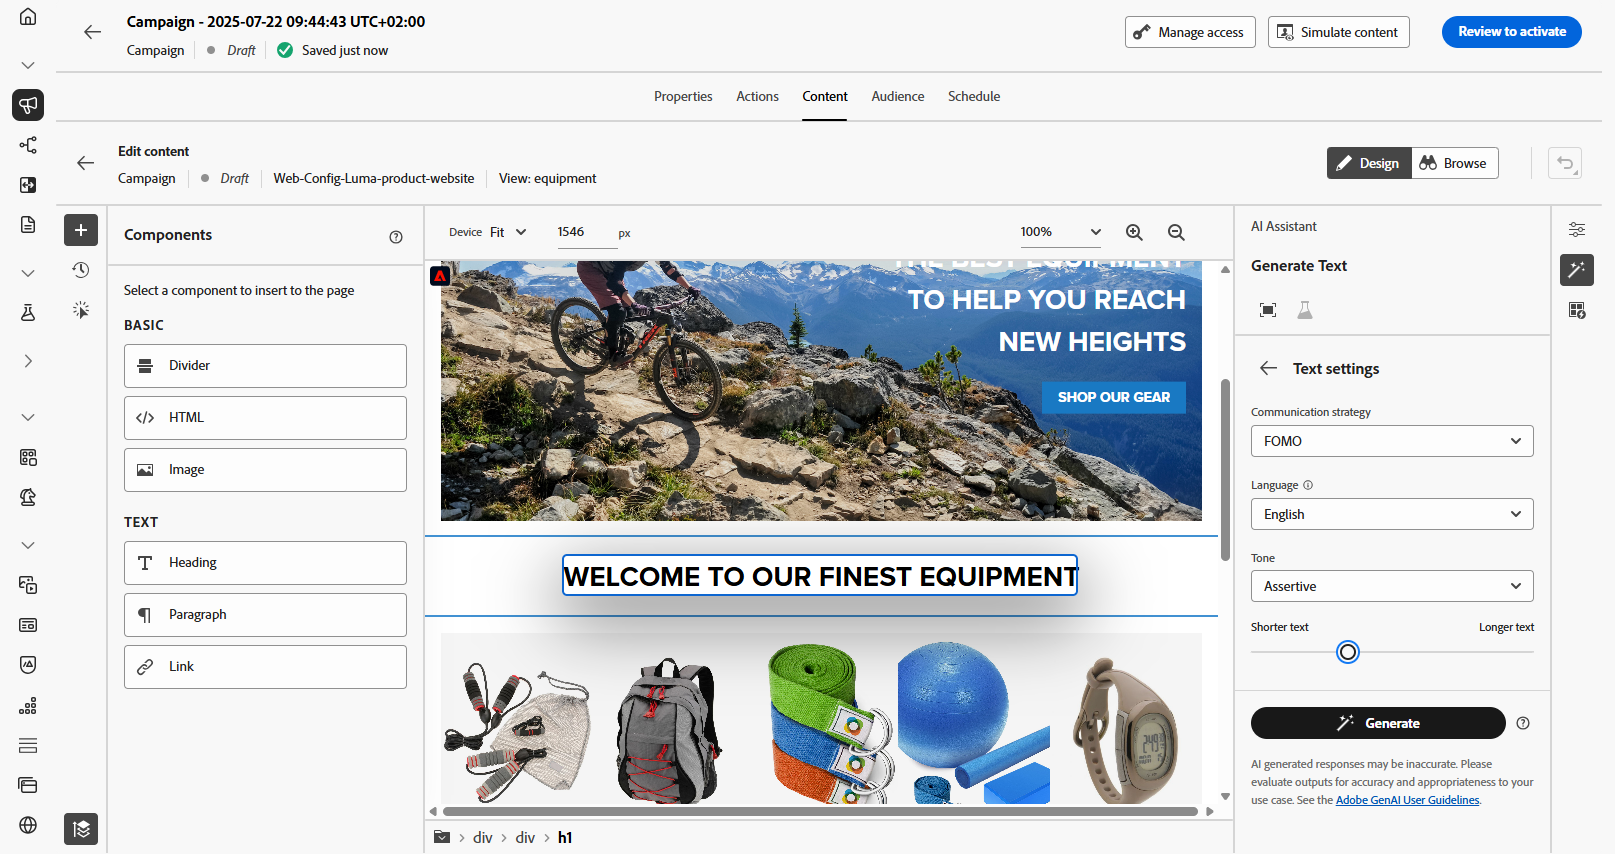 Campaign - 2025-07-22 09:44:43 UTC+02:00
Campaign Draft Saved just now
Manage access
Simulate content
Review to activate
Properties Actions Content Audience Schedule
Edit content
Campaign Draft Web-Config-Luma-product-website View: equipment
Design Browse
Components
Select a component to insert to the page
BASIC
Divider
HTML
Image
TEXT
Heading
Paragraph
Link
Device Fit 1546 px 100%
THE BEST EQUIPMENT
TO HELP YOU REACH
NEW HEIGHTS
SHOP OUR GEAR
WELCOME TO OUR FINEST EQUIPMENT
div > div > h1
AI Assistant
Generate Text
Text settings
Communication strategy
FOMO
Language
English
Tone
Assertive
Shorter text Longer text
Generate
AI generated responses may be inaccurate. Please
evaluate outputs for accuracy and appropriateness to your
use case. See the Adobe GenAI User Guidelines.